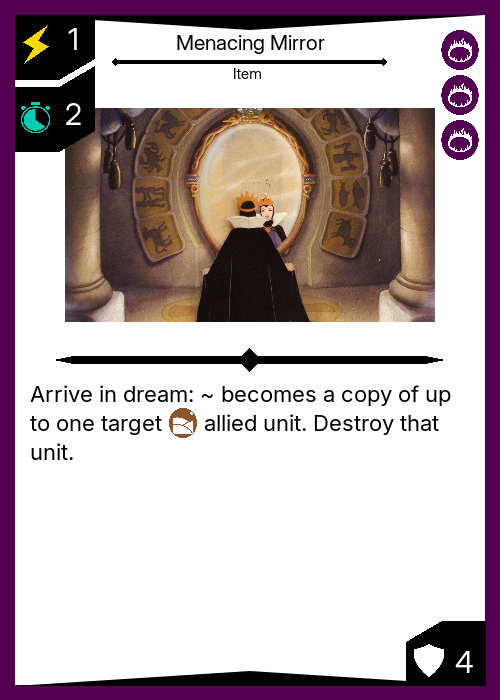 1
Menacing Mirror
Item
2
Arrive in dream: ~ becomes a copy of up
to one target allied unit. Destroy that
unit.
4